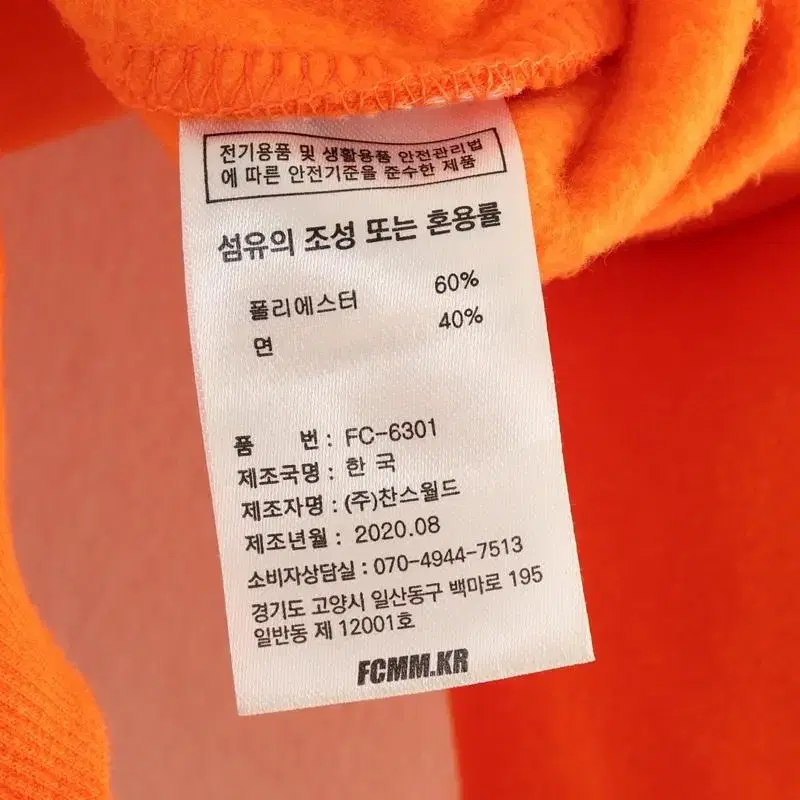 전기용품 및 생활용품 안전관리법
에 따른 안전기준을 준수한 제품
섬유의 조성 또는 혼용률
폴리에스터 60%
면 40%
품 번 : FC-6301
제조국명 : 한 국
제조자명 : (주)찬스월드
제조년월 : 2020.08
소비자상담실 : 070-4944-7513
경기도 고양시 일산동구 백마로 195
일반동 제 12001호
FCMM.KR